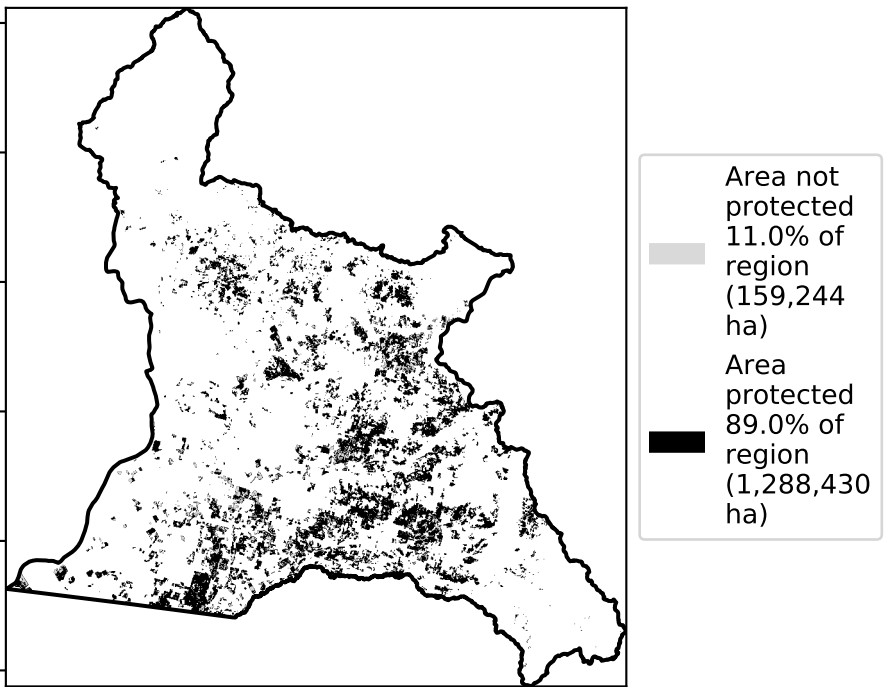 Area not
protected
11.0% of
region
(159,244
ha)
Area
protected
89.0% of
region
(1,288,430
ha)